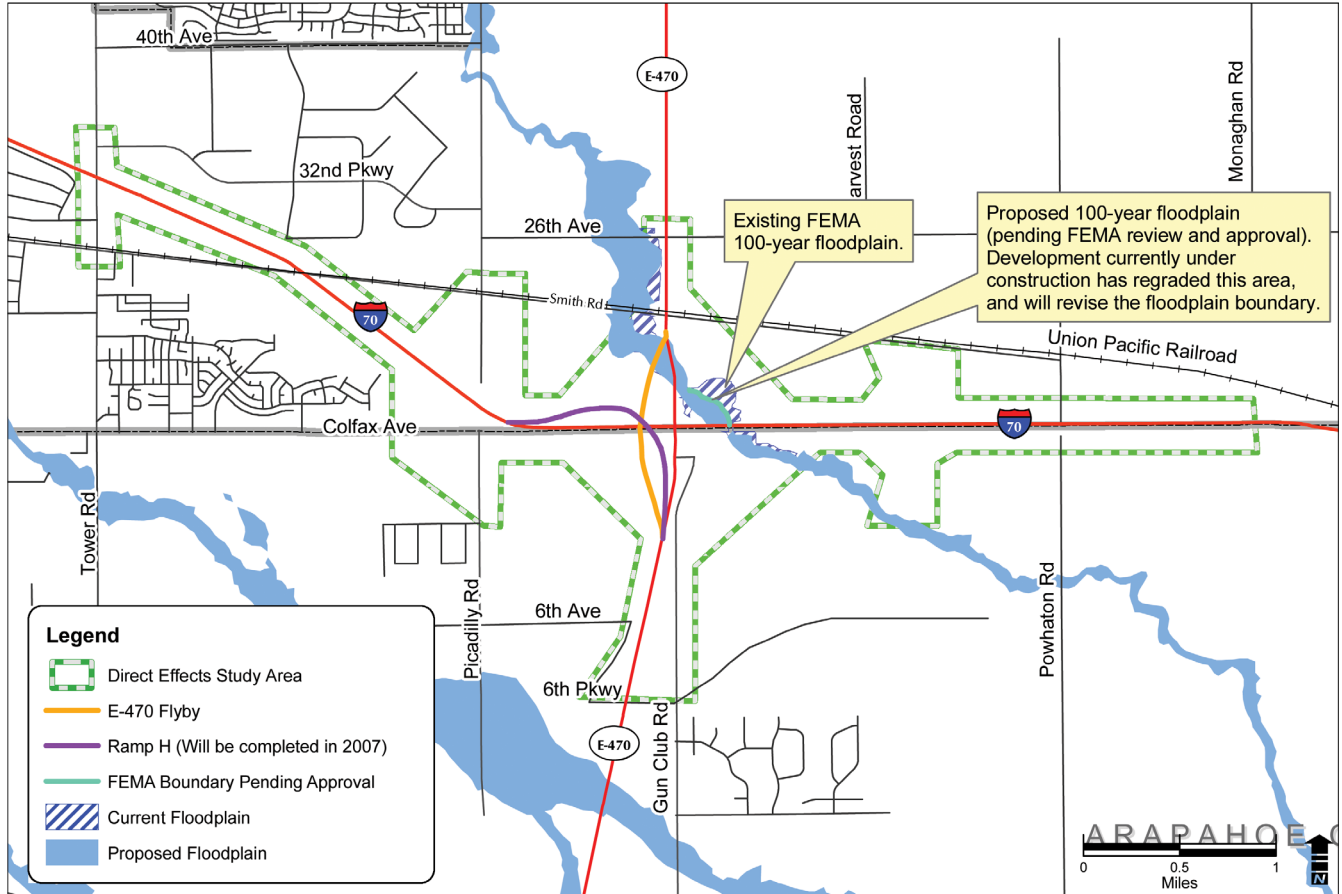 40th Ave
E-470
Monaghan Rd
arvest Road
32nd Pkwy
26th Ave
Existing FEMA
100-year floodplain.
Proposed 100-year floodplain
(pending FEMA review and approval).
Development currently under
construction has regraded this area,
and will revise the floodplain boundary.
Smith Rd
70
Union Pacific Railroad
Colfax Ave
70
Tower Rd
Picadilly Rd
Powhaton Rd
6th Ave
6th Pkwy
E-470
Gun Club Rd
Legend
Direct Effects Study Area
E-470 Flyby
Ramp H (Will be completed in 2007)
FEMA Boundary Pending Approval
Current Floodplain
Proposed Floodplain
ARAPAHOE
0 0.5 1
Miles
N